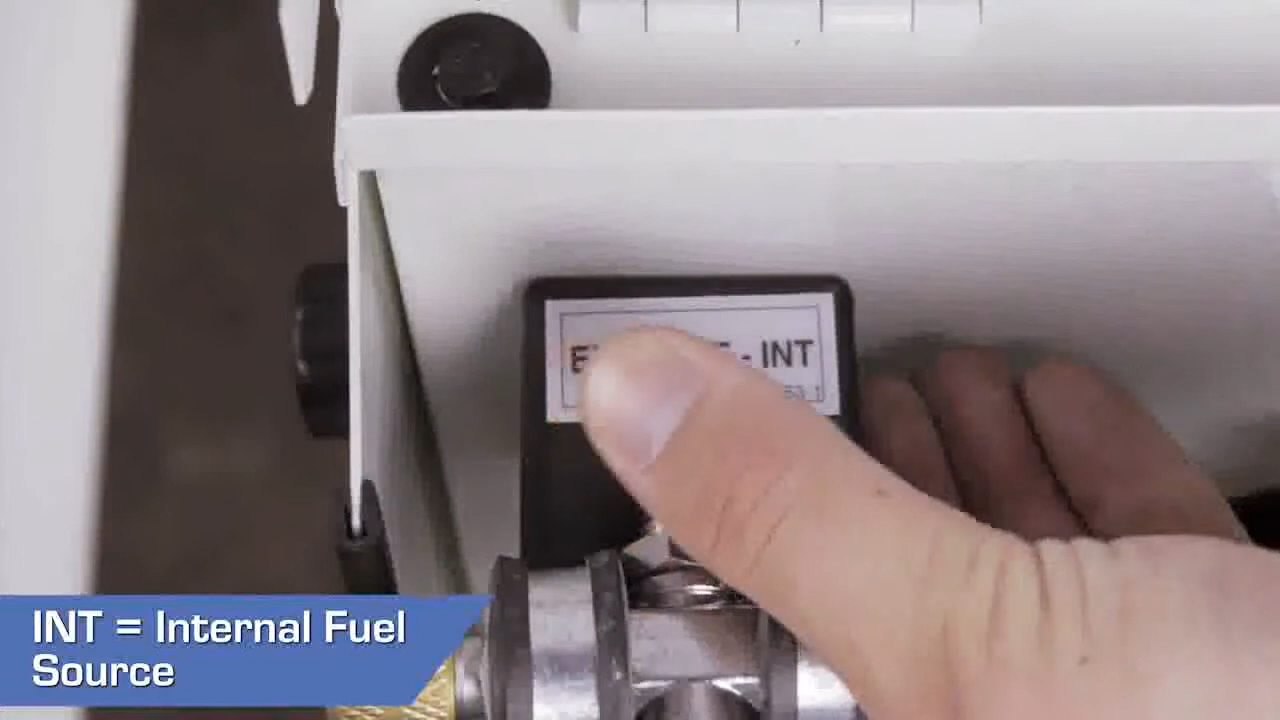 - INT
INT = Internal Fuel
Source